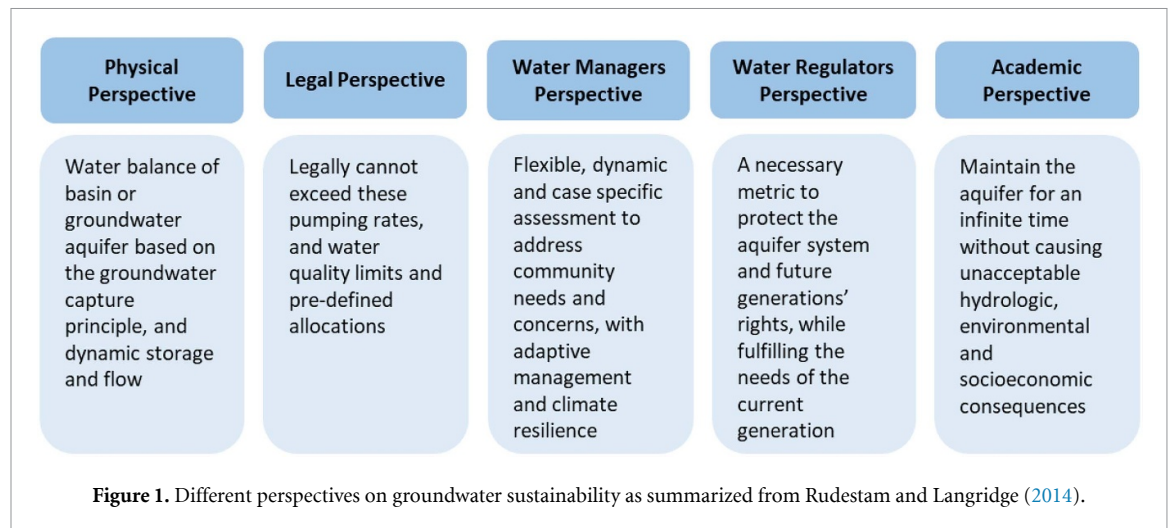 Physical
Perspective
Water balance of
basin or
groundwater
aquifer based on
the groundwater
capture
principle, and
dynamic storage
and flow
Legal Perspective
Legally cannot
exceed these
pumping rates,
and water
quality limits and
pre-defined
allocations
Water Managers
Perspective
Flexible, dynamic
and case specific
assessment to
address
community
needs and
concerns, with
adaptive
management
and climate
resilience
Water Regulators
Perspective
A necessary
metric to
protect the
aquifer system
and future
generations’
rights, while
fulfilling the
needs of the
current
generation
Academic
Perspective
Maintain the
aquifer for an
infinite time
without causing
unacceptable
hydrologic,
environmental
and
socioeconomic
consequences
Figure 1. Different perspectives on groundwater sustainability as summarized from Rudestam and Langridge (2014).